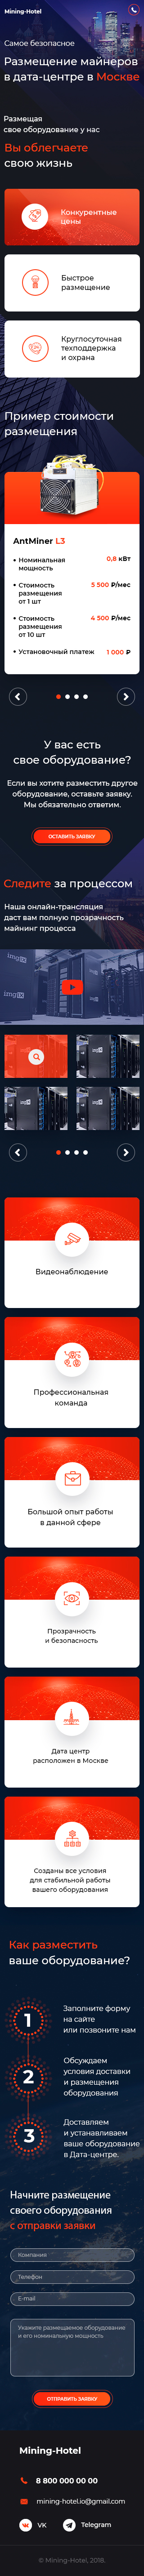 Mining-Hotel
Самое безопасное
Размещение майнеров
в дата-центре в Москве
Размещая
свое оборудование у нас
Вы облегчаете
свою жизнь
Конкурентные
цены
Быстрое
размещение
Круглосуточная
техподдержка
и охрана
Пример стоимости
размещения
AntMiner L3
• Номинальная
мощность
0,8 кВт
• Стоимость
размещения
от 1 шт
5 500 ₽/мес
• Стоимость
размещения
от 10 шт
4 500 ₽/мес
• Установочный платеж
1 000 ₽
У вас есть
свое оборудование?
Если вы хотите разместить другое
оборудование, оставьте заявку.
Мы обязательно ответим.
ОСТАВИТЬ ЗАЯВКУ
Следите за процессом
Наша онлайн-трансляция
даст вам полную прозрачность
майнинг процесса
Видеонаблюдение
Профессиональная
команда
Большой опыт работы
в данной сфере
Прозрачность
и безопасность
Дата центр
расположен в Москве
Созданы все условия
для стабильной работы
вашего оборудования
Как разместить
ваше оборудование?
1
Заполните форму
на сайте
или позвоните нам
2
Обсуждаем
условия доставки
и размещения
оборудования
3
Доставляем
и устанавливаем
ваше оборудование
в Дата-центре.
Начните размещение
своего оборудования
с отправки заявки
Компания
Телефон
E-mail
Укажите размещаемое оборудование
и его номинальную мощность
ОТПРАВИТЬ ЗАЯВКУ
Mining-Hotel
8 800 000 00 00
mining-hotel.io@gmail.com
VK
Telegram
© Mining-Hotel, 2018.